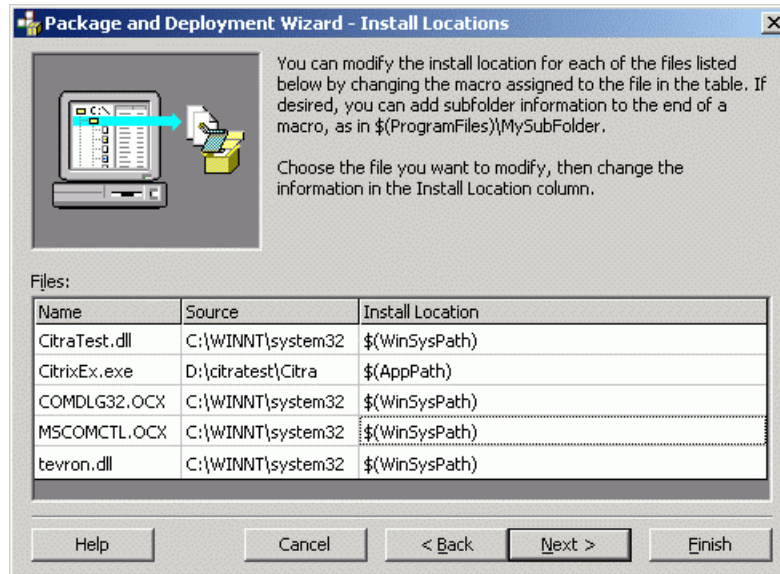 Package and Deployment Wizard - Install Locations
You can modify the install location for each of the files listed
below by changing the macro assigned to the file in the table. If
desired, you can add subfolder information to the end of a
macro, as in $(ProgramFiles)\MySubFolder.
Choose the file you want to modify, then change the
information in the Install Location column.
Files:
Name Source Install Location
CitraTest.dll C:\WINNT\system32 $(WinSysPath)
CitrixEx.exe D:\citratest\Citra $(AppPath)
COMDLG32.OCX C:\WINNT\system32 $(WinSysPath)
MSCOMCTL.OCX C:\WINNT\system32 $(WinSysPath)
tevron.dll C:\WINNT\system32 $(WinSysPath)
Help Cancel < Back Next > Finish